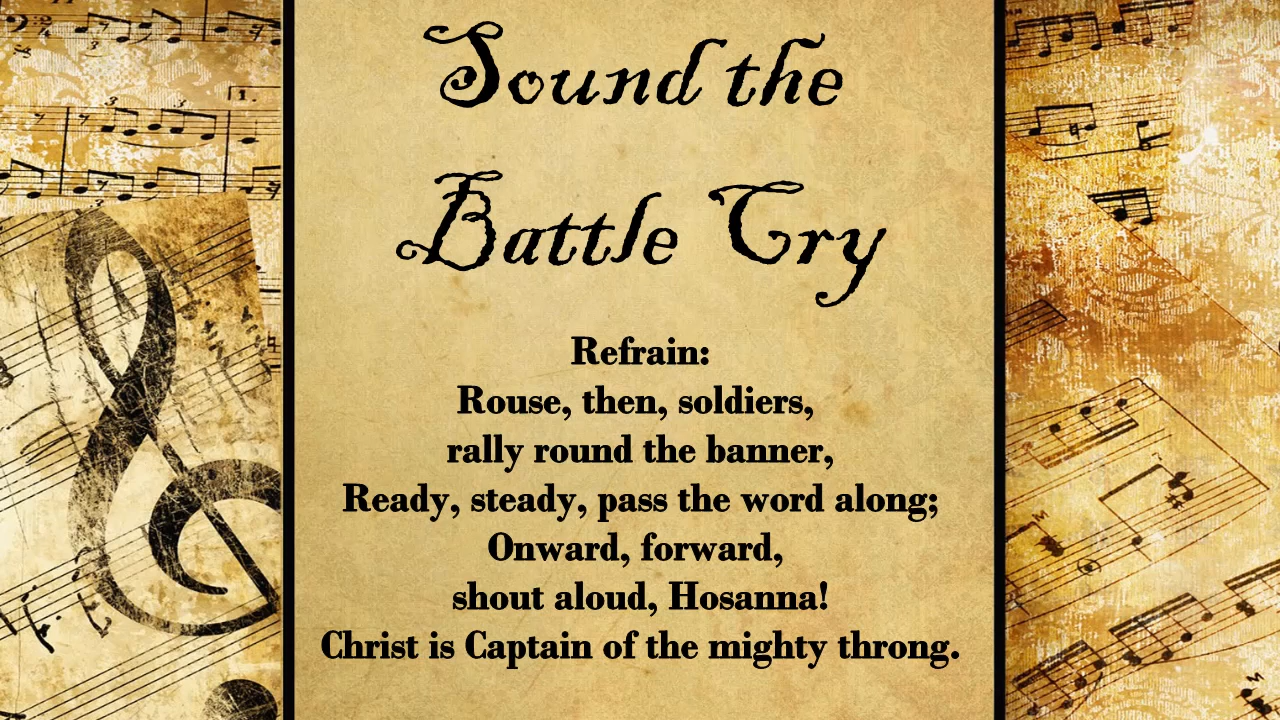 Sound the
Battle Cry
Refrain:
Rouse, then, soldiers,
rally round the banner,
Ready, steady, pass the word along;
Onward, forward,
shout aloud, Hosanna!
Christ is Captain of the mighty throng.